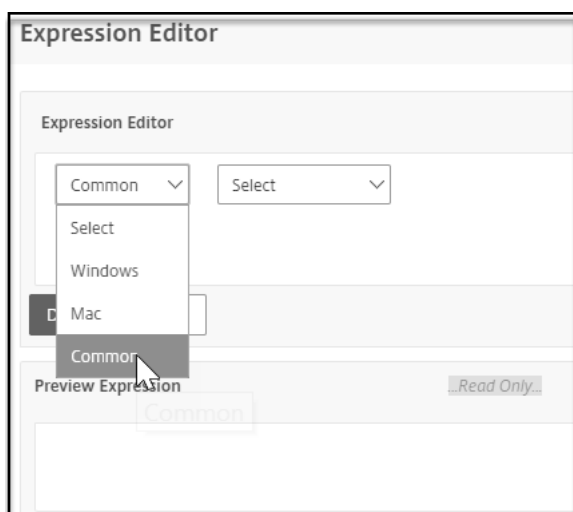 Expression Editor
Expression Editor
Common Select
Select
Windows
Mac
D
Common
Preview Expression ...Read Only...
Common